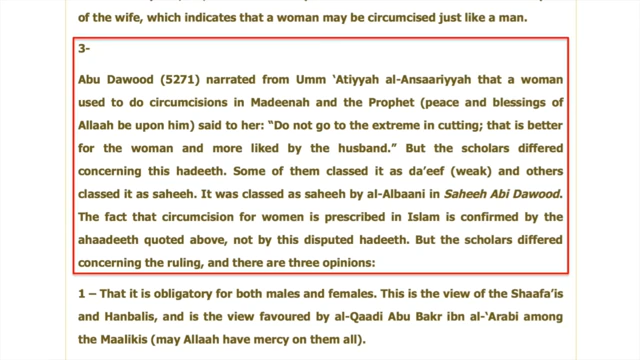 of the wife, which indicates that a woman may be circumcised just like a man.
3-
Abu Dawood (5271) narrated from Umm ‘Atiyyah al-Ansaariyyah that a woman
used to do circumcisions in Madeenah and the Prophet (peace and blessings of
Allaah be upon him) said to her: “Do not go to the extreme in cutting; that is better
for the woman and more liked by the husband.” But the scholars differed
concerning this hadeeth. Some of them classed it as da’eef (weak) and others
classed it as saheeh. It was classed as saheeh by al-Albaani in Saheeh Abi Dawood.
The fact that circumcision for women is prescribed in Islam is confirmed by the
ahaadeeth quoted above, not by this disputed hadeeth. But the scholars differed
concerning the ruling, and there are three opinions:
1 – That it is obligatory for both males and females. This is the view of the Shaafa’is
and Hanbalis, and is the view favoured by al-Qaadi Abu Bakr ibn al-‘Arabi among
the Maalikis (may Allaah have mercy on them all).